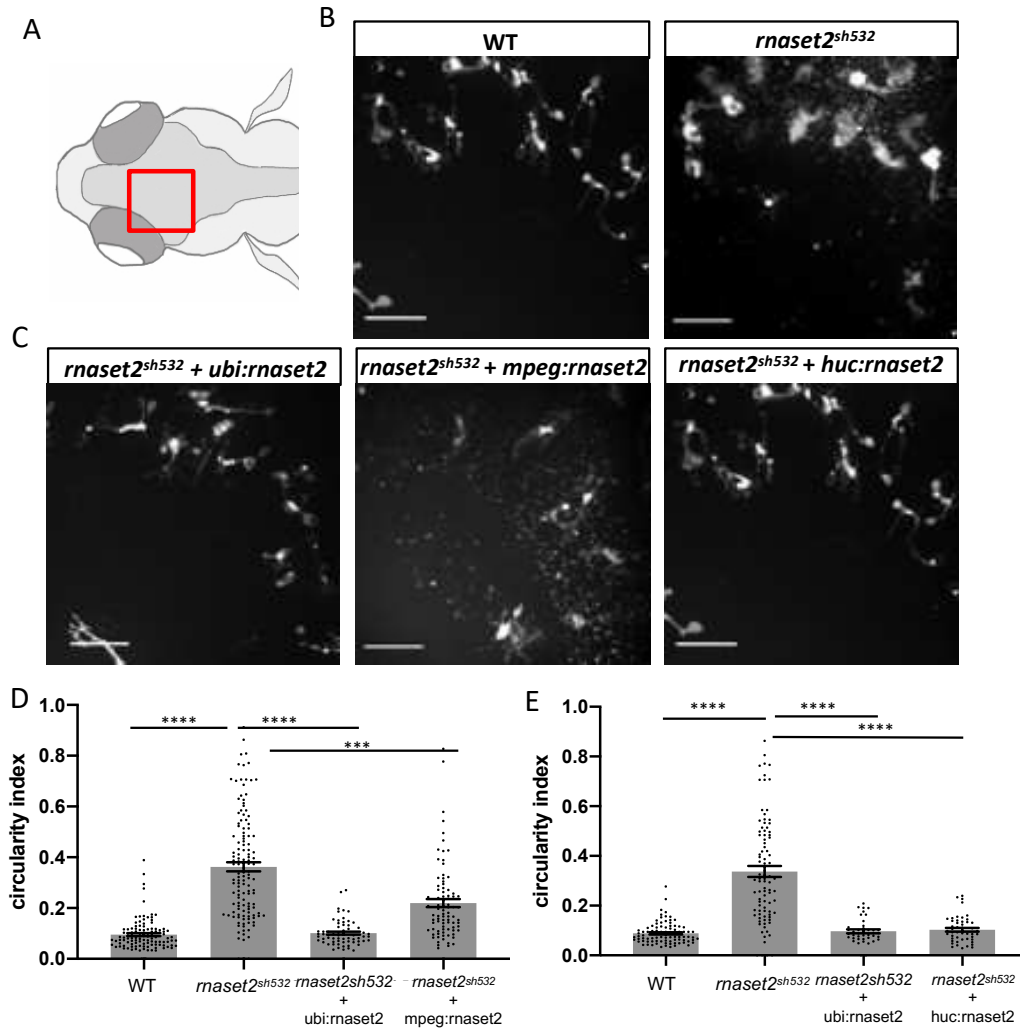 A
B
WT
rnaset2sh532
C
rnaset2sh532 + ubi:rnaset2
rnaset2sh532 + mpeg:rnaset2
rnaset2sh532 + huc:rnaset2
D
1.0
0.8
0.6
0.4
0.2
0.0
circularity index
****
****
***
WT
rnaset2sh532
rnaset2sh532
+
ubi:rnaset2
rnaset2sh532
+
mpeg:rnaset2
E
1.0
0.8
0.6
0.4
0.2
0.0
circularity index
****
****
****
WT
rnaset2sh532
rnaset2sh532
+
ubi:rnaset2
rnaset2sh532
+
huc:rnaset2